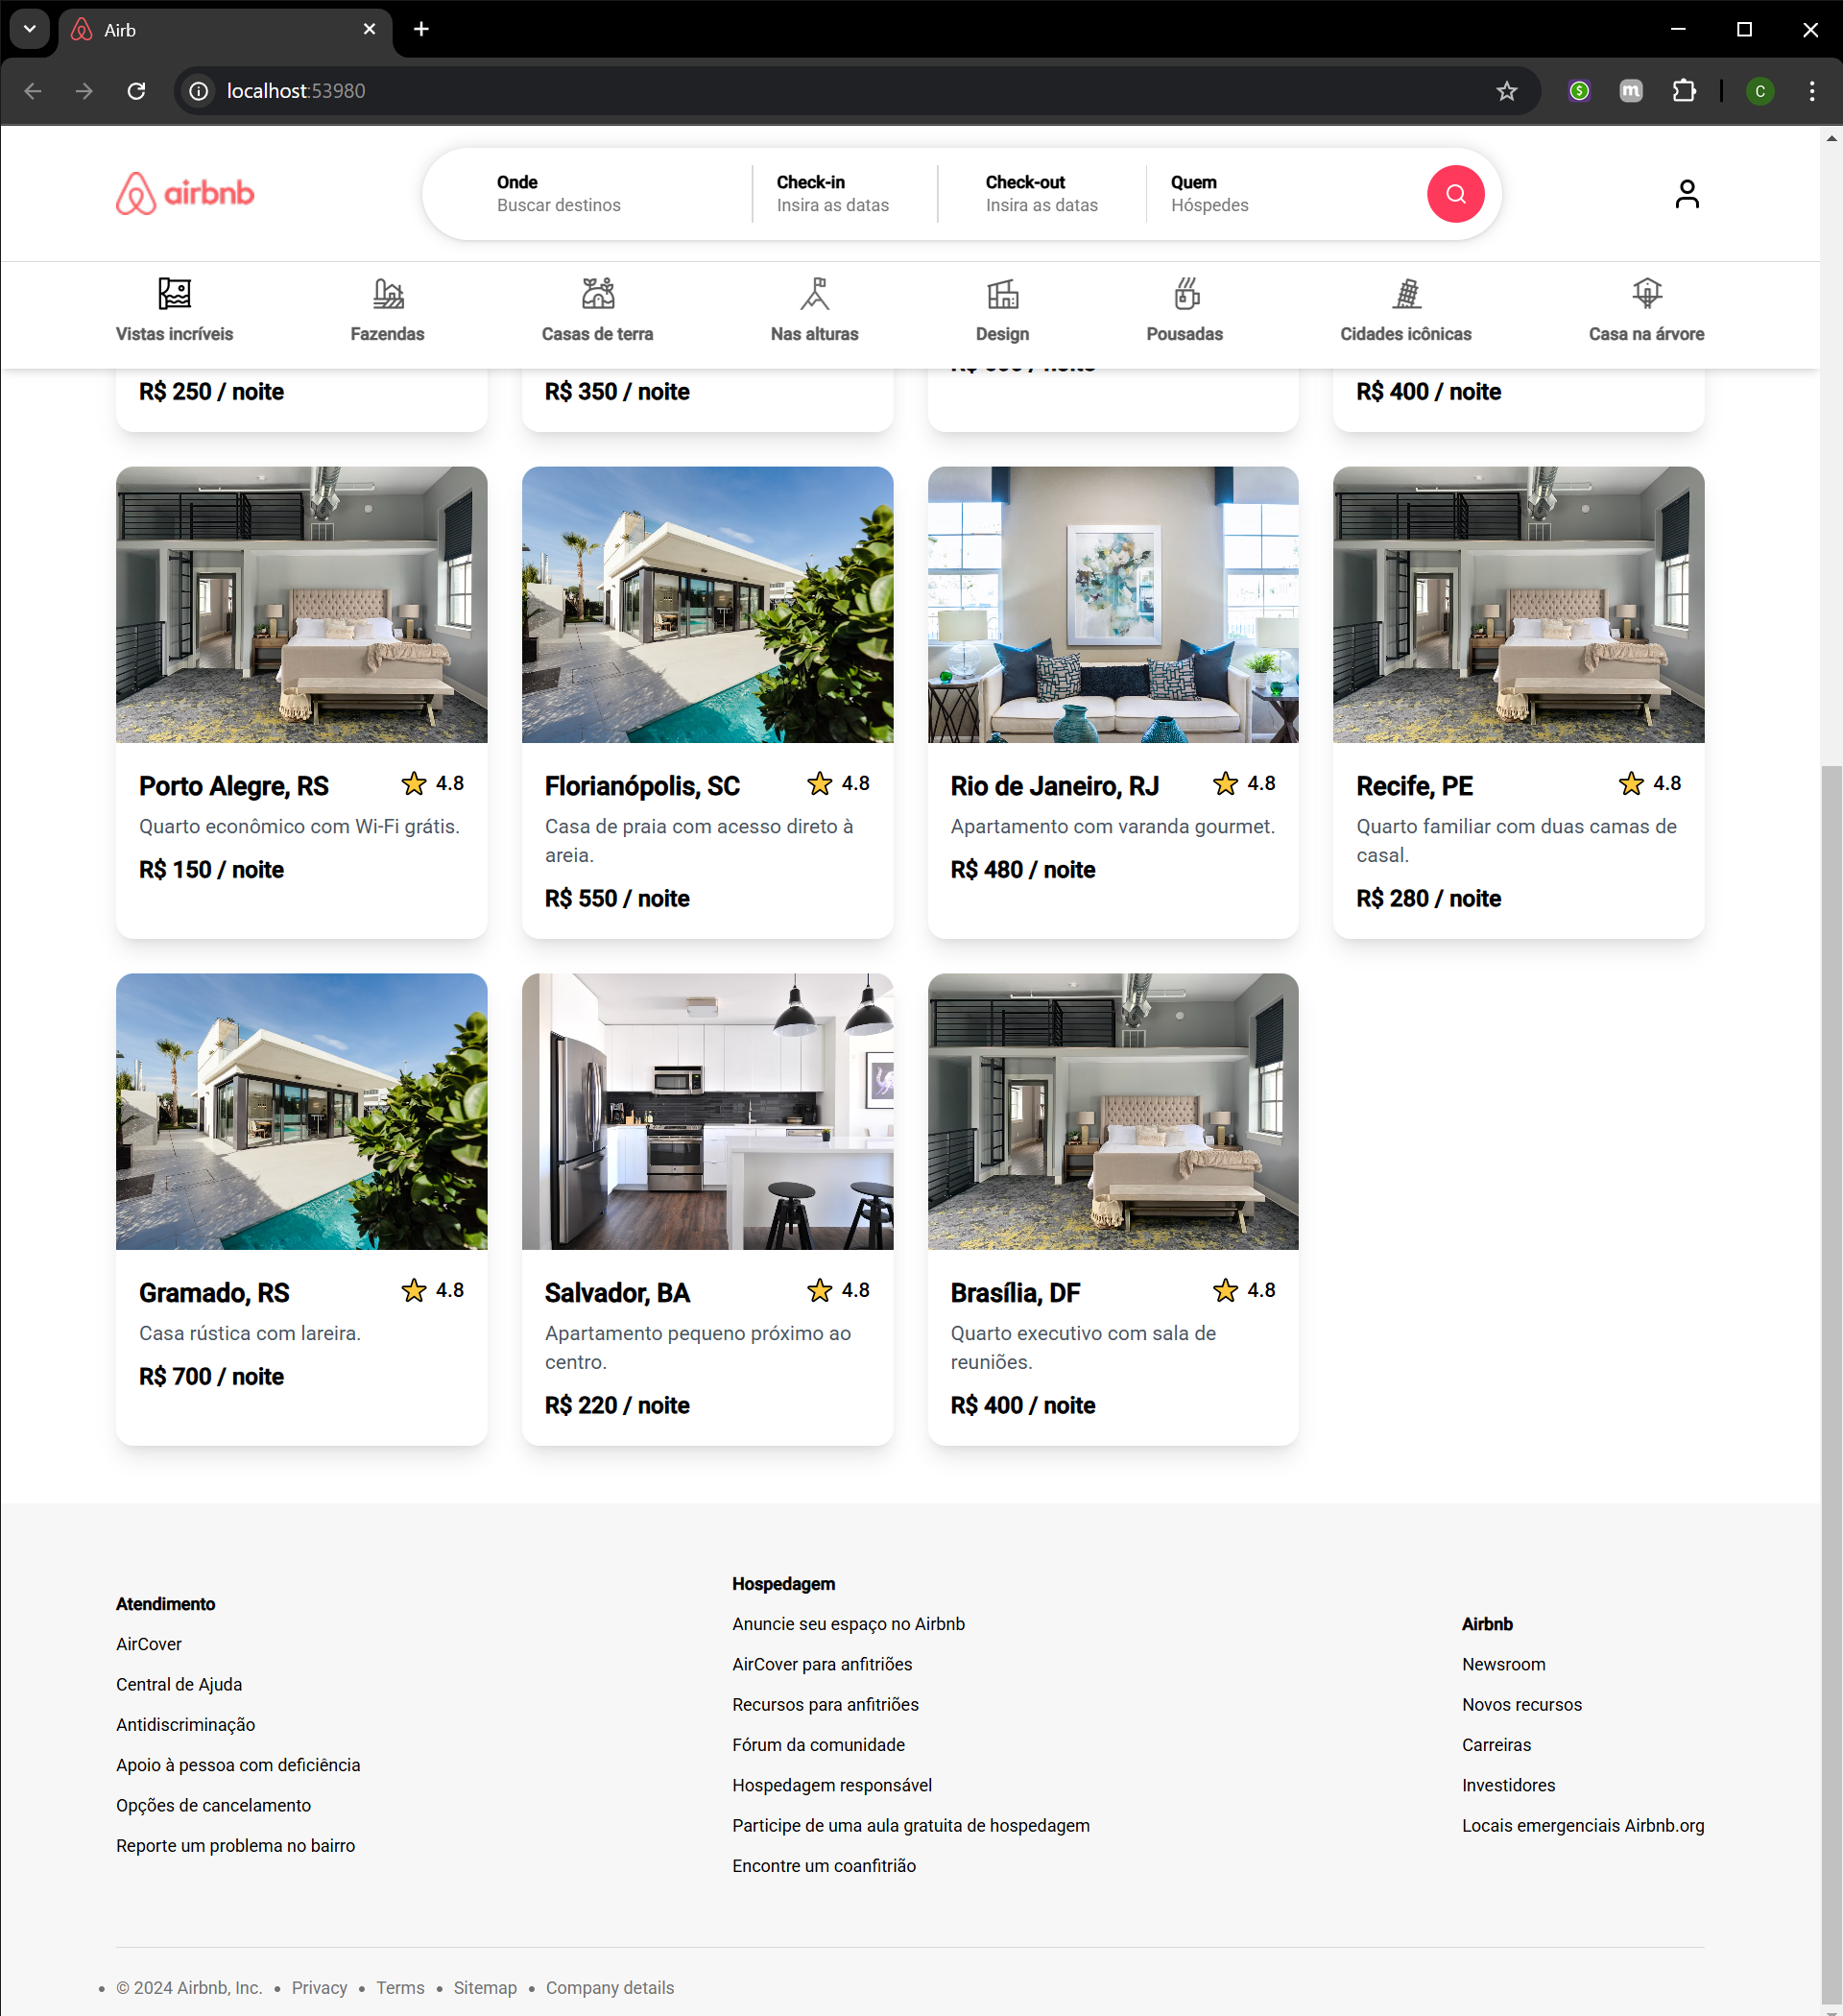 Airb
localhost:53980
C
airbnb
Onde
Buscar destinos
Check-in
Insira as datas
Check-out
Insira as datas
Quem
Hóspedes
Vistas incríveis
Fazendas
Casas de terra
Nas alturas
Design
Pousadas
Cidades icônicas
Casa na árvore
R$ 250 / noite
R$ 350 / noite
R$ 400 / noite
Porto Alegre, RS
4.8
Quarto econômico com Wi-Fi grátis.
R$ 150 / noite
Florianópolis, SC
4.8
Casa de praia com acesso direto à
areia.
R$ 550 / noite
Rio de Janeiro, RJ
4.8
Apartamento com varanda gourmet.
R$ 480 / noite
Recife, PE
4.8
Quarto familiar com duas camas de
casal.
R$ 280 / noite
Gramado, RS
4.8
Casa rústica com lareira.
R$ 700 / noite
Salvador, BA
4.8
Apartamento pequeno próximo ao
centro.
R$ 220 / noite
Brasília, DF
4.8
Quarto executivo com sala de
reuniões.
R$ 400 / noite
Atendimento
AirCover
Central de Ajuda
Antidiscriminação
Apoio à pessoa com deficiência
Opções de cancelamento
Reporte um problema no bairro
Hospedagem
Anuncie seu espaço no Airbnb
AirCover para anfitriões
Recursos para anfitriões
Fórum da comunidade
Hospedagem responsável
Participe de uma aula gratuita de hospedagem
Encontre um coanfitrião
Airbnb
Newsroom
Novos recursos
Carreiras
Investidores
Locais emergenciais Airbnb.org
• © 2024 Airbnb, Inc. • Privacy • Terms • Sitemap • Company details